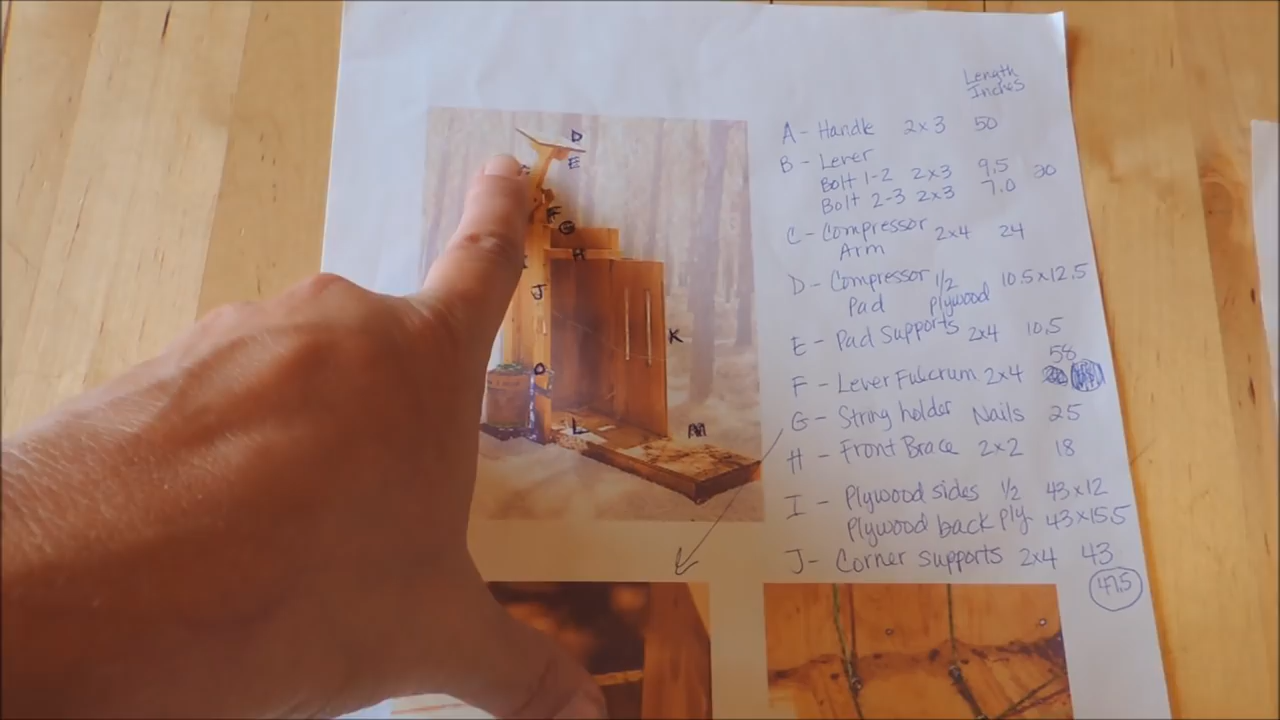 Length
Inches
A - Handle 2x3 50
B - Lever
Bolt 1-2 2x3 9.5 20
Bolt 2-3 2x3 7.0
C - Compressor 2x4 24
Arm
D - Compressor 1/2 10.5x12.5
Pad plywood
E - Pad Supports 2x4 10.5
58
F - Lever Fulcrum 2x4
G - String holder Nails 25
H - Front Brace 2x2 18
I - Plywood sides 1/2 43x12
Plywood back ply 43x15.5
J - Corner supports 2x4 43
47.5
D
E
F
G
H
J
K
O
L
M